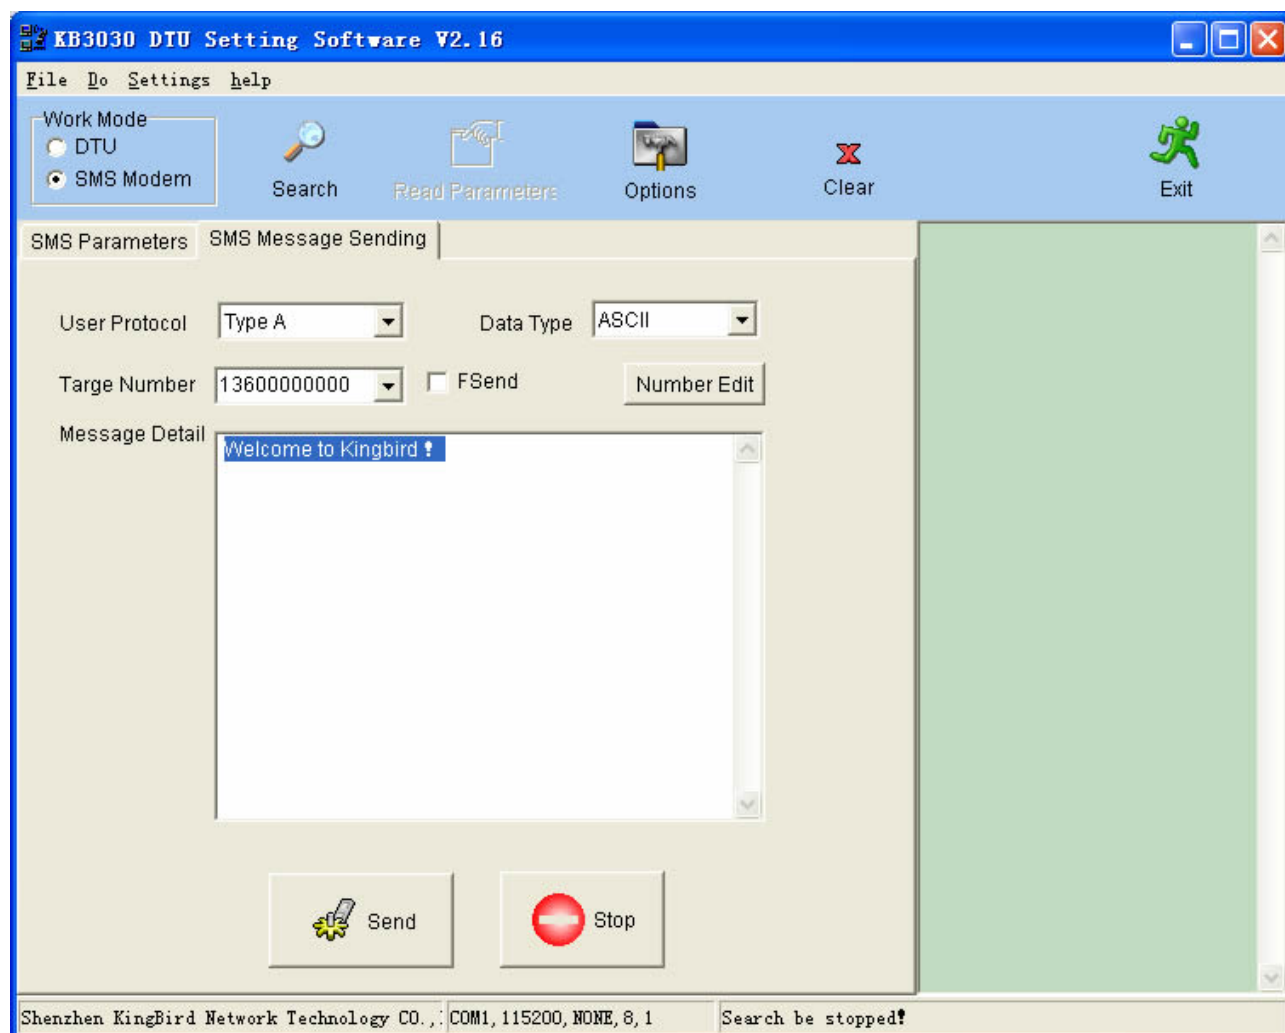 KB3030 DTU Setting Software V2.16
File Do Settings help
Work Mode
DTU
SMS Modem
Search
Read Parameters
Options
Clear
Exit
SMS Parameters
SMS Message Sending
User Protocol
Type A
Data Type
ASCII
Targe Number
13600000000
FSend
Number Edit
Message Detail
Welcome to Kingbird !
Send
Stop
Shenzhen KingBird Network Technology CO.,
COM1, 115200, NONE, 8, 1
Search be stopped!